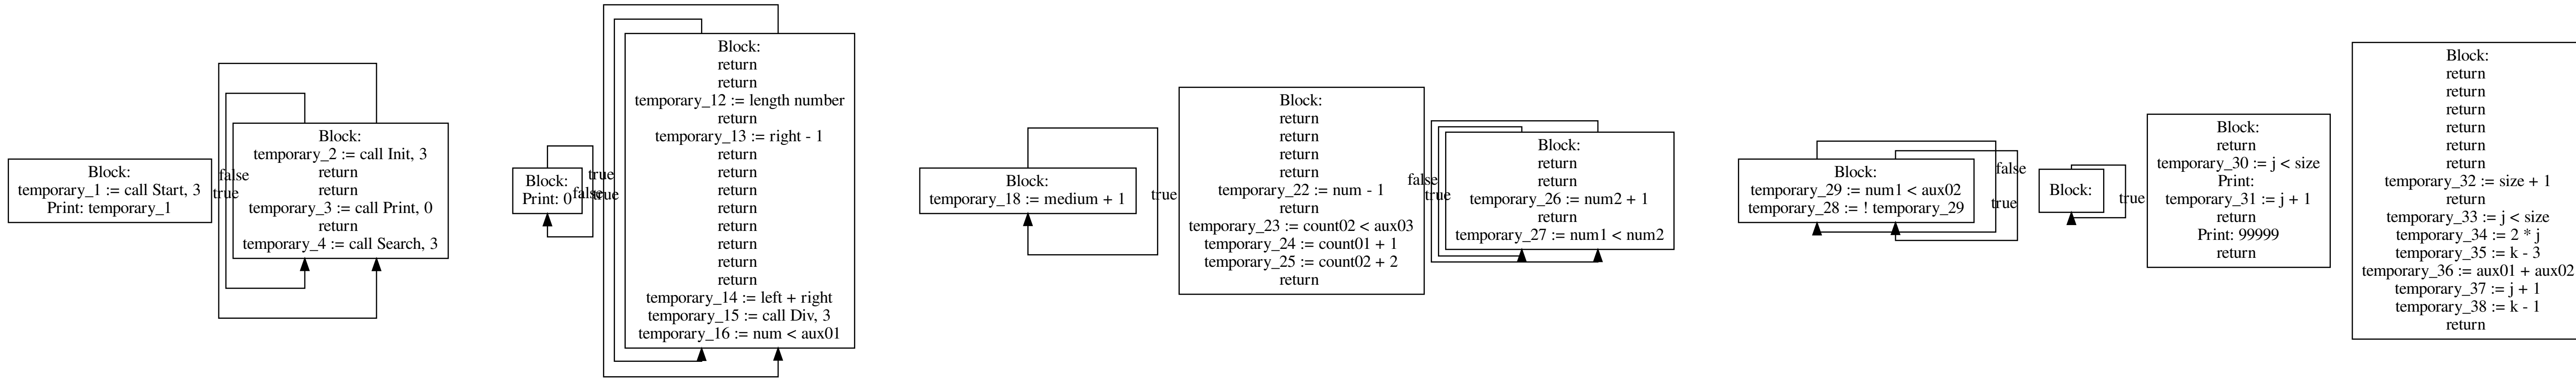 Block:
temporary_1 := call Start, 3
Print: temporary_1
false
true
Block:
temporary_2 := call Init, 3
return
return
temporary_3 := call Print, 0
return
temporary_4 := call Search, 3
Block:
Print: 0
true
false
true
Block:
return
return
temporary_12 := length number
return
temporary_13 := right - 1
return
return
return
return
return
return
return
return
temporary_14 := left + right
temporary_15 := call Div, 3
temporary_16 := num < aux01
Block:
temporary_18 := medium + 1
true
Block:
return
return
return
return
temporary_22 := num - 1
return
temporary_23 := count02 < aux03
temporary_24 := count01 + 1
temporary_25 := count02 + 2
return
false
true
Block:
return
return
temporary_26 := num2 + 1
return
temporary_27 := num1 < num2
Block:
temporary_29 := num1 < aux02
temporary_28 := ! temporary_29
false
true
Block:
true
Block:
return
temporary_30 := j < size
Print:
temporary_31 := j + 1
return
Print: 99999
return
Block:
return
return
return
return
return
return
temporary_32 := size + 1
return
temporary_33 := j < size
temporary_34 := 2 * j
temporary_35 := k - 3
temporary_36 := aux01 + aux02
temporary_37 := j + 1
temporary_38 := k - 1
return